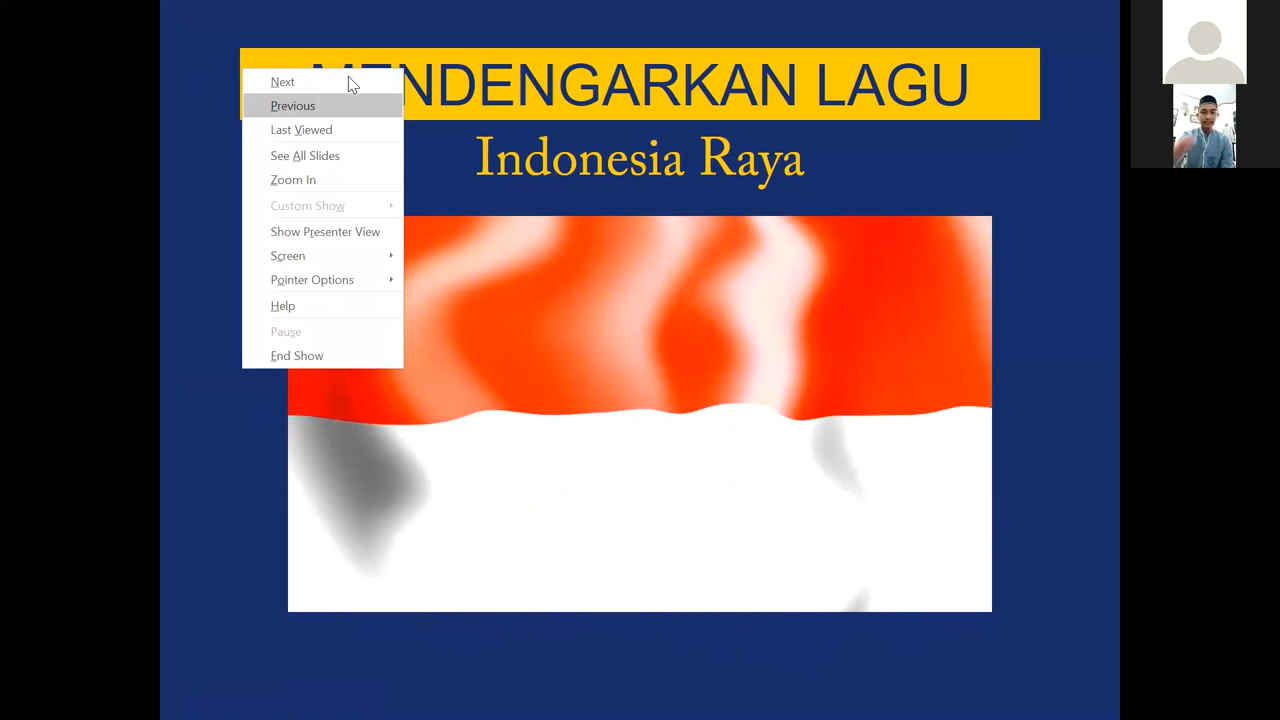 MENDENGARKAN LAGU
Indonesia Raya
Next
Previous
Last Viewed
See All Slides
Zoom In
Custom Show
Show Presenter View
Screen
Pointer Options
Help
Pause
End Show